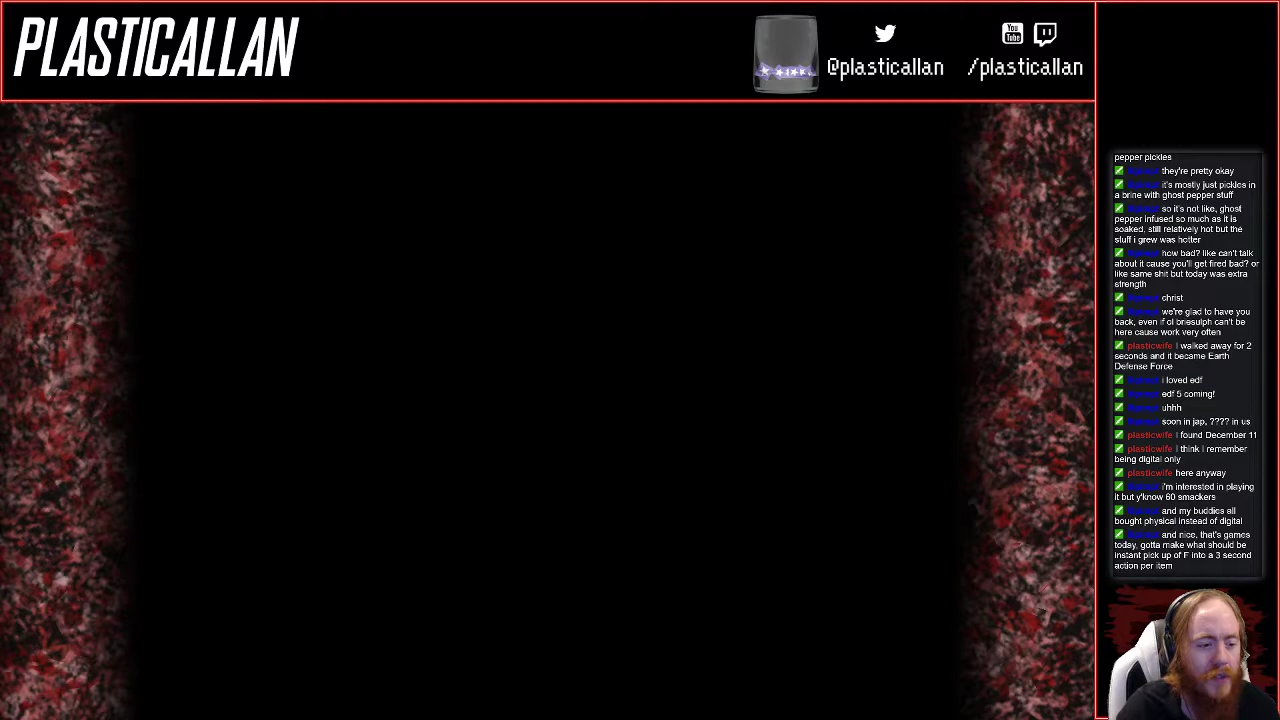 PLASTICALLAN
@plasticallan
/plasticallan
You
Tube
pepper pickles
they're pretty okay
it's mostly just pickles in
a brine with ghost pepper stuff
so it's not like, ghost
pepper infused so much as it is
soaked, still relatively hot but the
stuff i grew was hotter
how bad? like can't talk
about it cause you'll get fired bad? or
like same shit but today was extra
strength
christ
we're glad to have you
back, even if ol briesulph can't be
here cause work very often
plasticwife I walked away for 2
seconds and it became Earth
Defense Force
i loved edf
edf 5 coming!
uhhh
soon in jap, ???? in us
plasticwife I found December 11
plasticwife I think I remember
being digital only
plasticwife here anyway
i'm interested in playing
it but y'know 60 smackers
and my buddies all
bought physical instead of digital
and nice, that's games
today, gotta make what should be
instant pick up of F into a 3 second
action per item